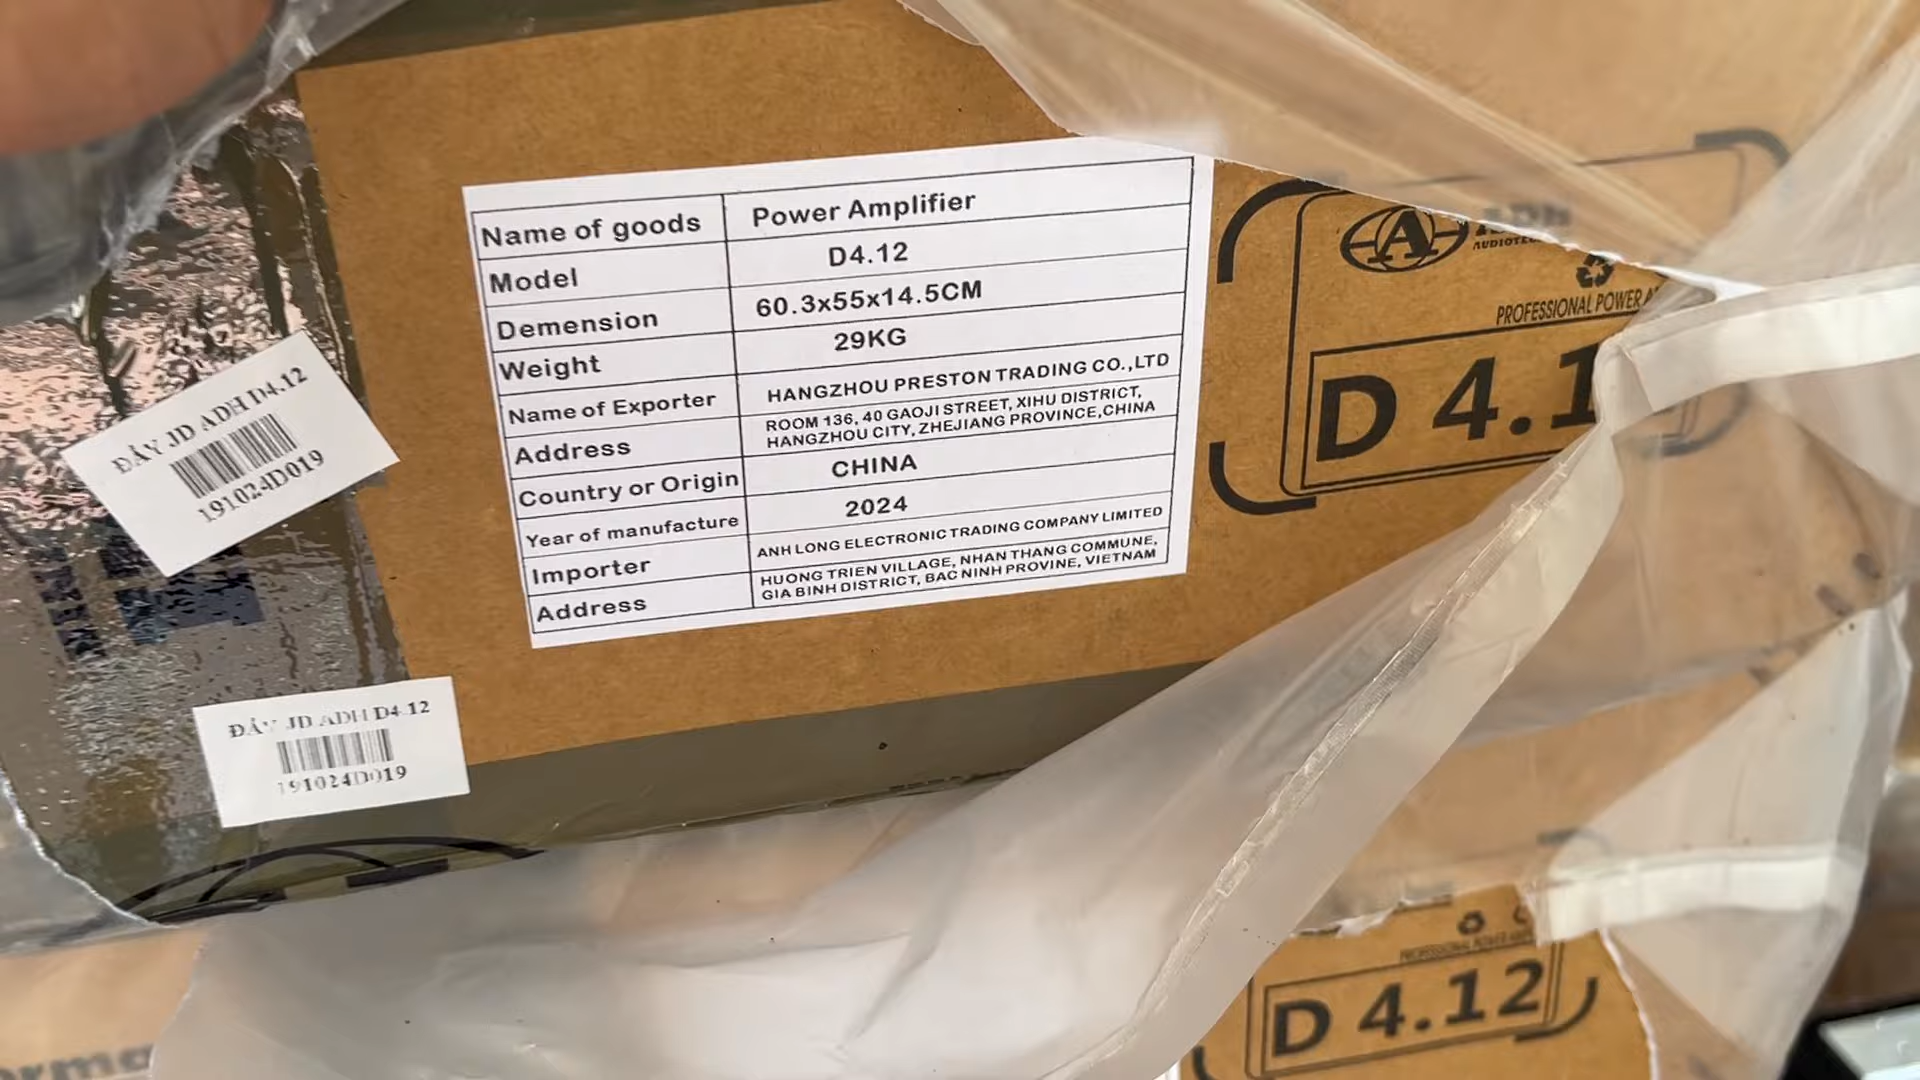 Name of goods Power Amplifier
Model D4.12
Demension 60.3x55x14.5CM
Weight 29KG
Name of Exporter HANGZHOU PRESTON TRADING CO.,LTD
Address ROOM 136, 40 GAOJI STREET, XIHU DISTRICT,
HANGZHOU CITY, ZHEJIANG PROVINCE,CHINA
Country or Origin CHINA
Year of manufacture 2024
Importer ANH LONG ELECTRONIC TRADING COMPANY LIMITED
Address HUONG TRIEN VILLAGE, NHAN THANG COMMUNE,
GIA BINH DISTRICT, BAC NINH PROVINE, VIETNAM
A
PROFESSIONAL POWER
D 4.1
ĐẨY JD ADH D4.12
191024D019
ĐẨY JD ADH D4.12
191024D019
PROFESSIONAL POWER
D 4.12